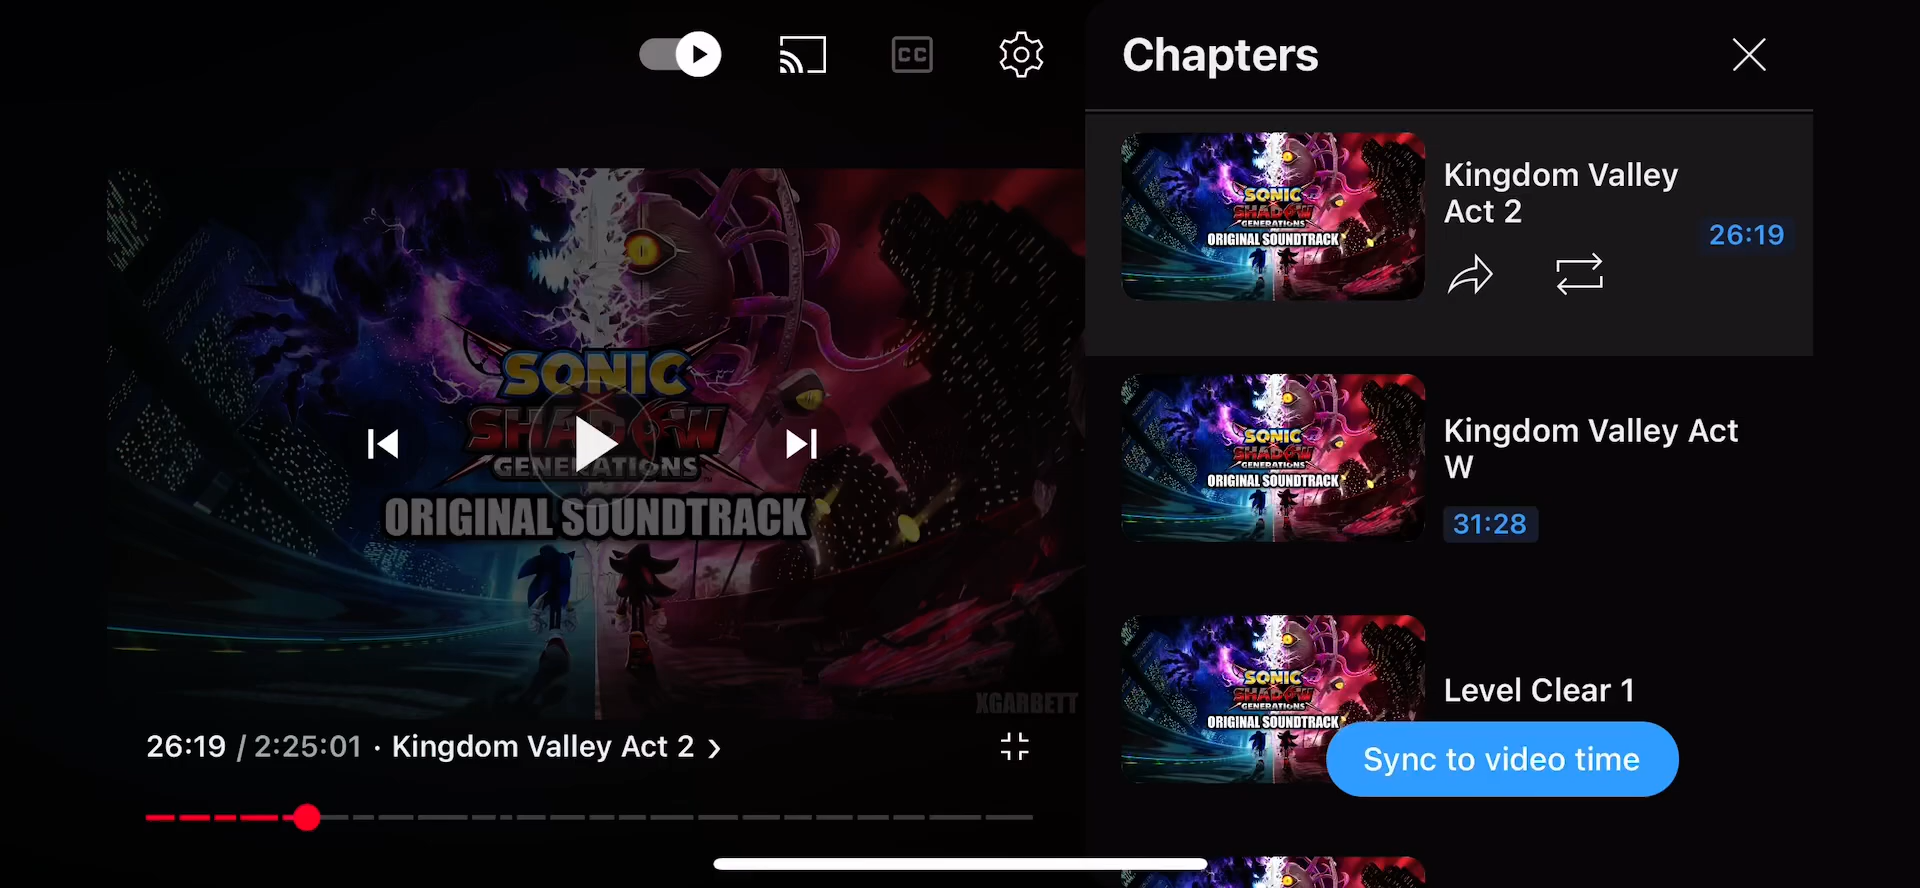 CC
Chapters
SONIC
SHADOW
GENERATIONS
ORIGINAL SOUNDTRACK
XGARBETT
26:19 / 2:25:01 · Kingdom Valley Act 2
SONIC
SHADOW
GENERATIONS
ORIGINAL SOUNDTRACK
Kingdom Valley
Act 2
26:19
SONIC
SHADOW
GENERATIONS
ORIGINAL SOUNDTRACK
Kingdom Valley Act
W
31:28
SONIC
SHADOW
GENERATIONS
ORIGINAL SOUNDTRACK
Level Clear 1
Sync to video time